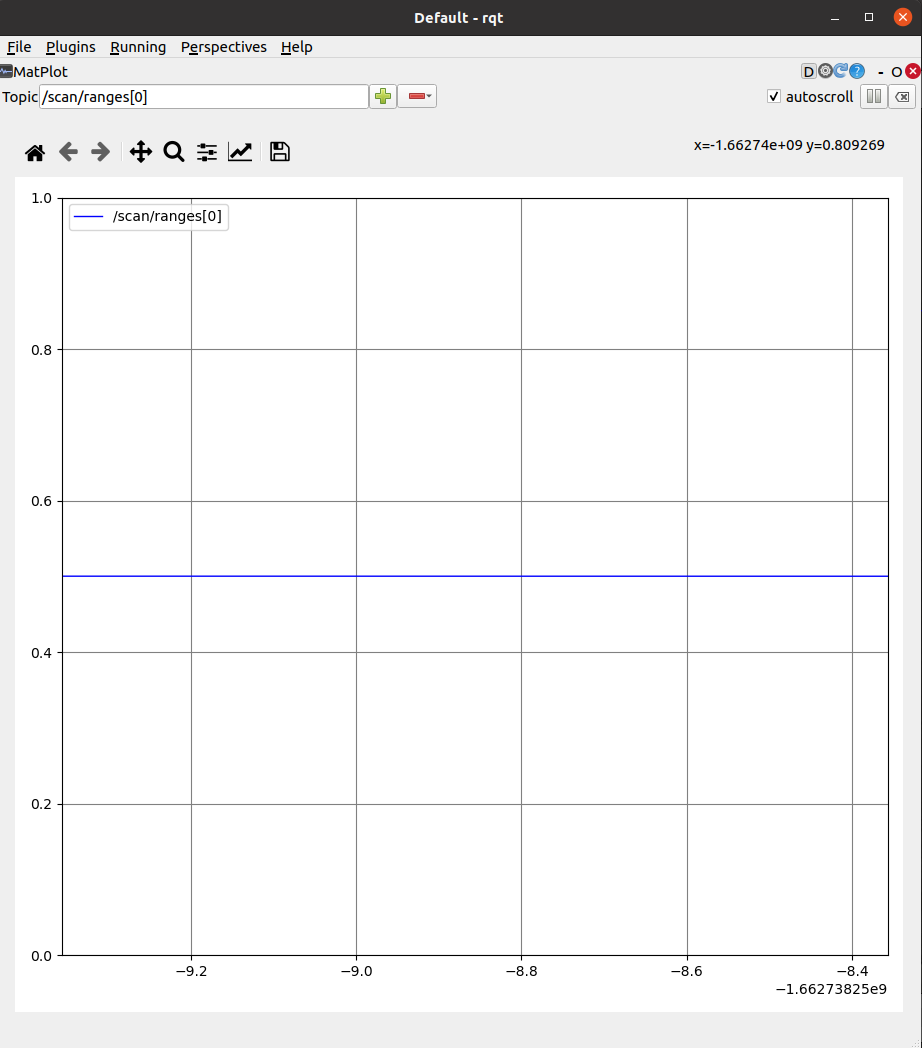 Default - rqt
File Plugins Running Perspectives Help
MatPlot
D
- O
Topic /scan/ranges[0]
autoscroll
x=-1.66274e+09 y=0.809269
/scan/ranges[0]
1.0
0.8
0.6
0.4
0.2
0.0
−9.2 −9.0 −8.8 −8.6 −8.4
−1.66273825e9